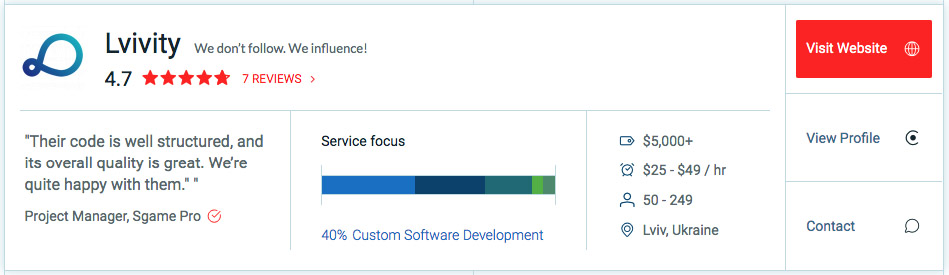 Lvivity We don't follow. We influence!
4.7 7 REVIEWS >
"Their code is well structured, and
its overall quality is great. We're
quite happy with them." "
Project Manager, Sgame Pro
Service focus
40% Custom Software Development
$5,000+
$25 - $49 / hr
50 - 249
Lviv, Ukraine
Visit Website
View Profile
Contact